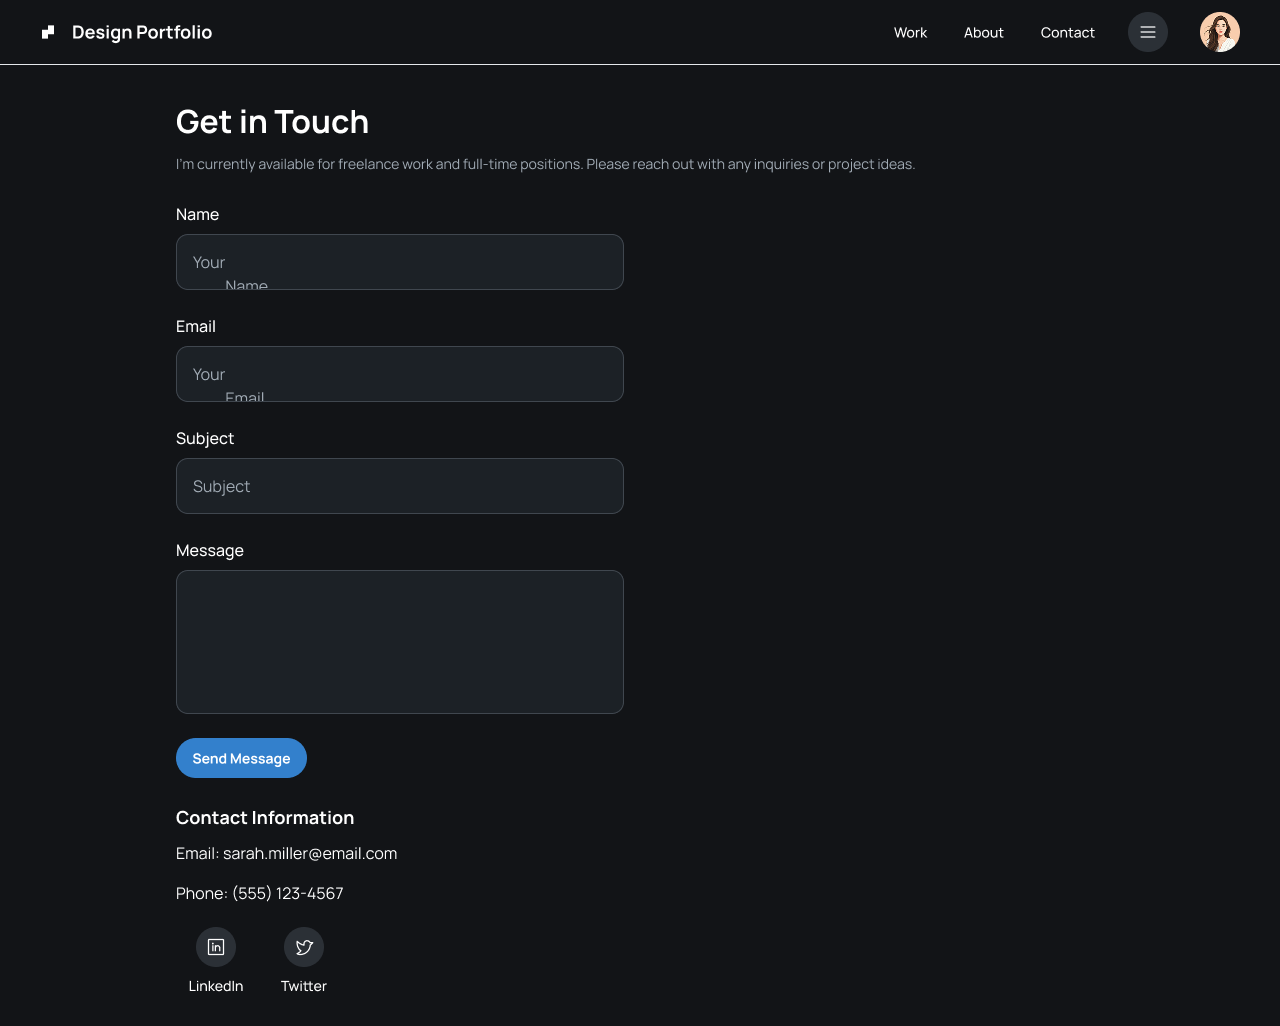 Design Portfolio
Work
About
Contact
Get in Touch
I'm currently available for freelance work and full-time positions. Please reach out with any inquiries or project ideas.
Name
Your
Name
Email
Your
Email
Subject
Subject
Message
Send Message
Contact Information
Email: sarah.miller@email.com
Phone: (555) 123-4567
in
LinkedIn
Twitter